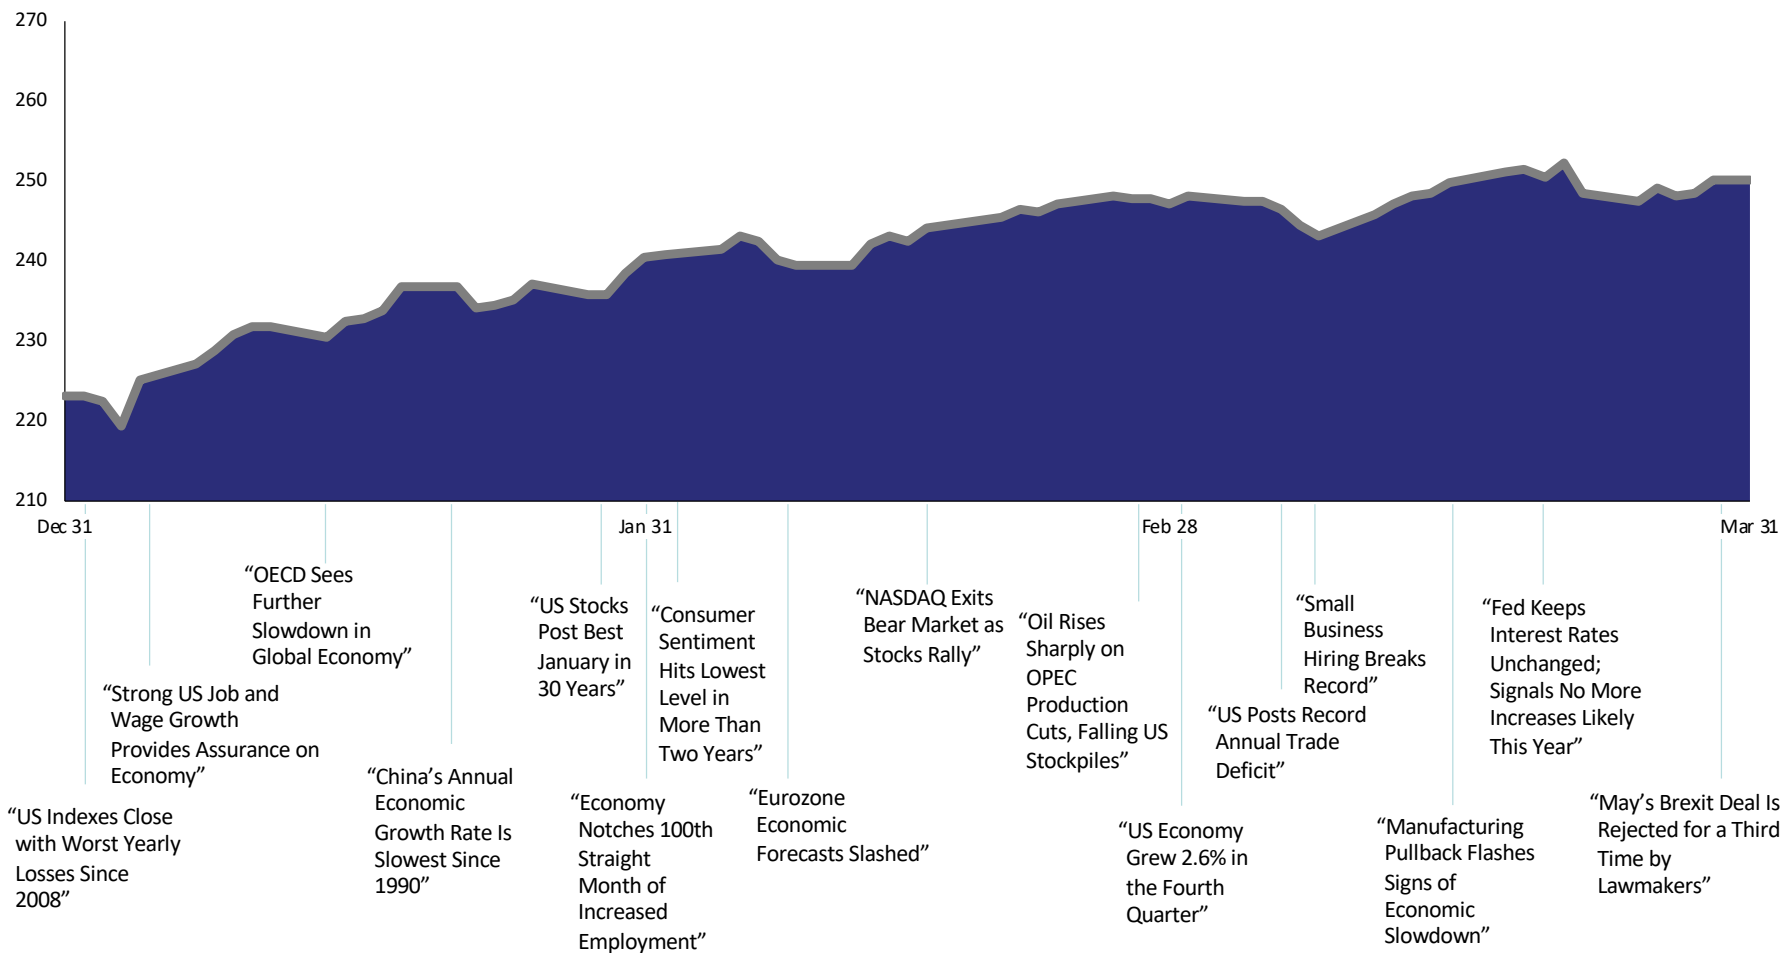 270
260
250
240
230
220
210
Dec 31
Jan 31
Feb 28
Mar 31
“US Indexes Close
with Worst Yearly
Losses Since
2008”
“Strong US Job and
Wage Growth
Provides Assurance on
Economy”
“OECD Sees
Further
Slowdown in
Global Economy”
“China’s Annual
Economic
Growth Rate Is
Slowest Since
1990”
“US Stocks
Post Best
January in
30 Years”
“Economy
Notches 100th
Straight
Month of
Increased
Employment”
“Consumer
Sentiment
Hits Lowest
Level in
More Than
Two Years”
“Eurozone
Economic
Forecasts Slashed”
“NASDAQ Exits
Bear Market as
Stocks Rally”
“Oil Rises
Sharply on
OPEC
Production
Cuts, Falling US
Stockpiles”
“US Economy
Grew 2.6% in
the Fourth
Quarter”
“US Posts Record
Annual Trade
Deficit”
“Small
Business
Hiring Breaks
Record”
“Manufacturing
Pullback Flashes
Signs of
Economic
Slowdown”
“Fed Keeps
Interest Rates
Unchanged;
Signals No More
Increases Likely
This Year”
“May’s Brexit Deal Is
Rejected for a Third
Time by
Lawmakers”